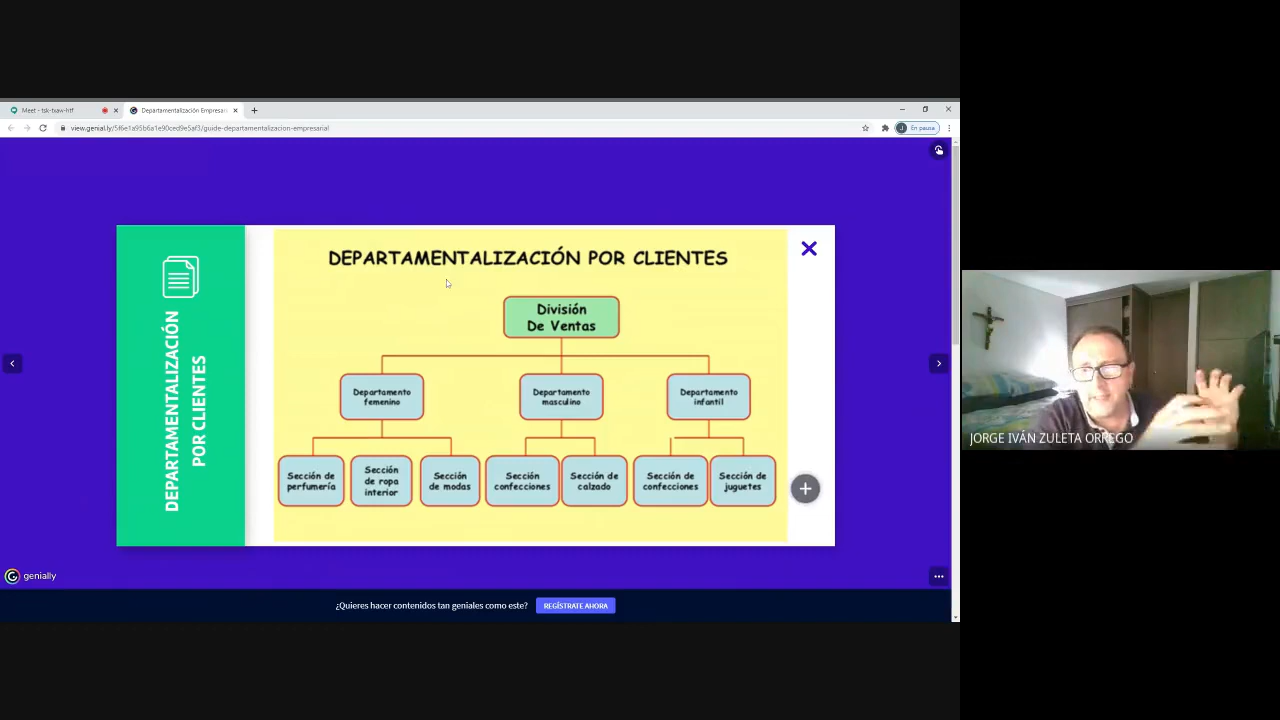 Meet - tsk-txaw-htf
Departamentalización Empresari
view.genial.ly/5f6e1a95b6a1e90ced9e5af3/guide-departamentalizacion-empresarial
En pausa
DEPARTAMENTALIZACIÓN
POR CLIENTES
DEPARTAMENTALIZACIÓN POR CLIENTES
División
De Ventas
Departamento
femenino
Departamento
masculino
Departamento
infantil
Sección de
perfumería
Sección
de ropa
interior
Sección
de modas
Sección
confecciones
Sección de
calzado
Sección de
confecciones
Sección de
juguetes
JORGE IVÁN ZULETA ORREGO
genially
¿Quieres hacer contenidos tan geniales como este?
REGÍSTRATE AHORA